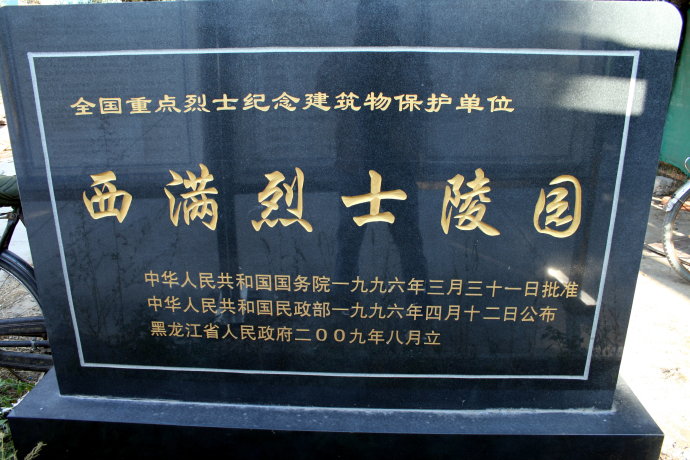 全国重点烈士纪念建筑物保护单位
西满烈士陵园
中华人民共和国国务院一九九六年三月三十一日批准
中华人民共和国民政部一九九六年四月十二日公布
黑龙江省人民政府二〇〇九年八月立